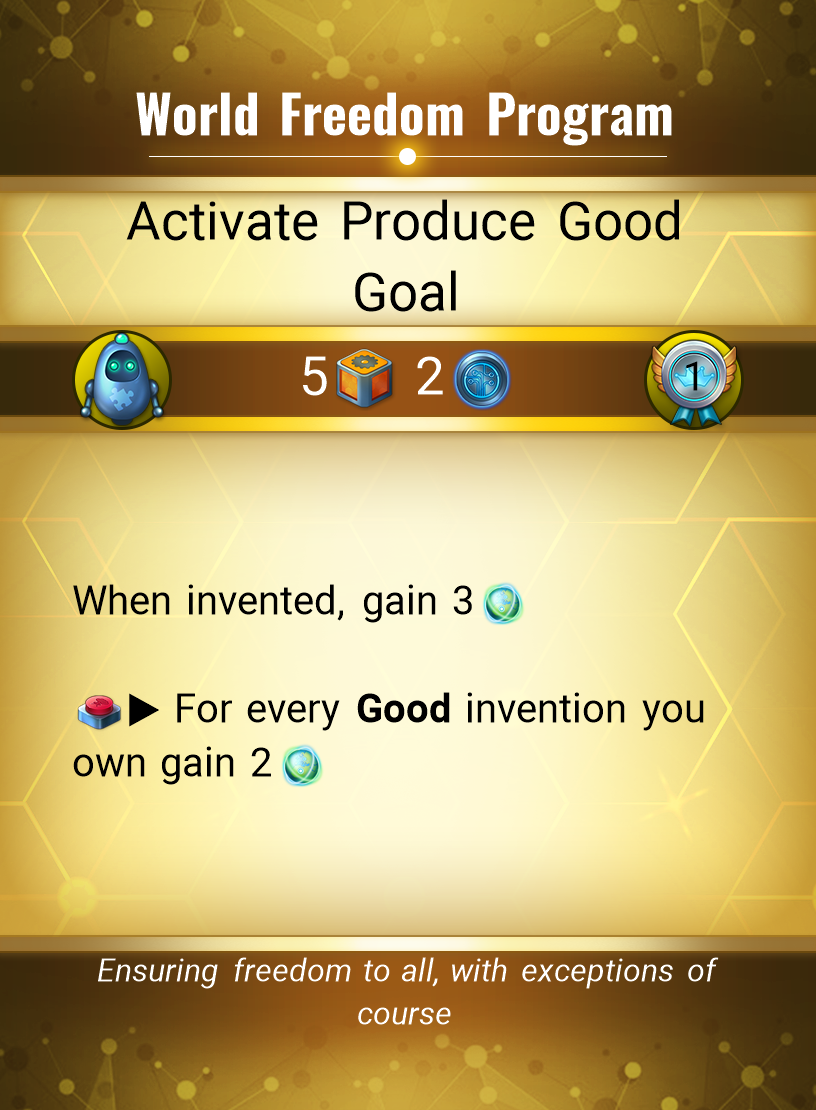 World Freedom Program
Activate Produce Good
Goal
5 2 1
When invented, gain 3
▶ For every Good invention you
own gain 2
Ensuring freedom to all, with exceptions of
course